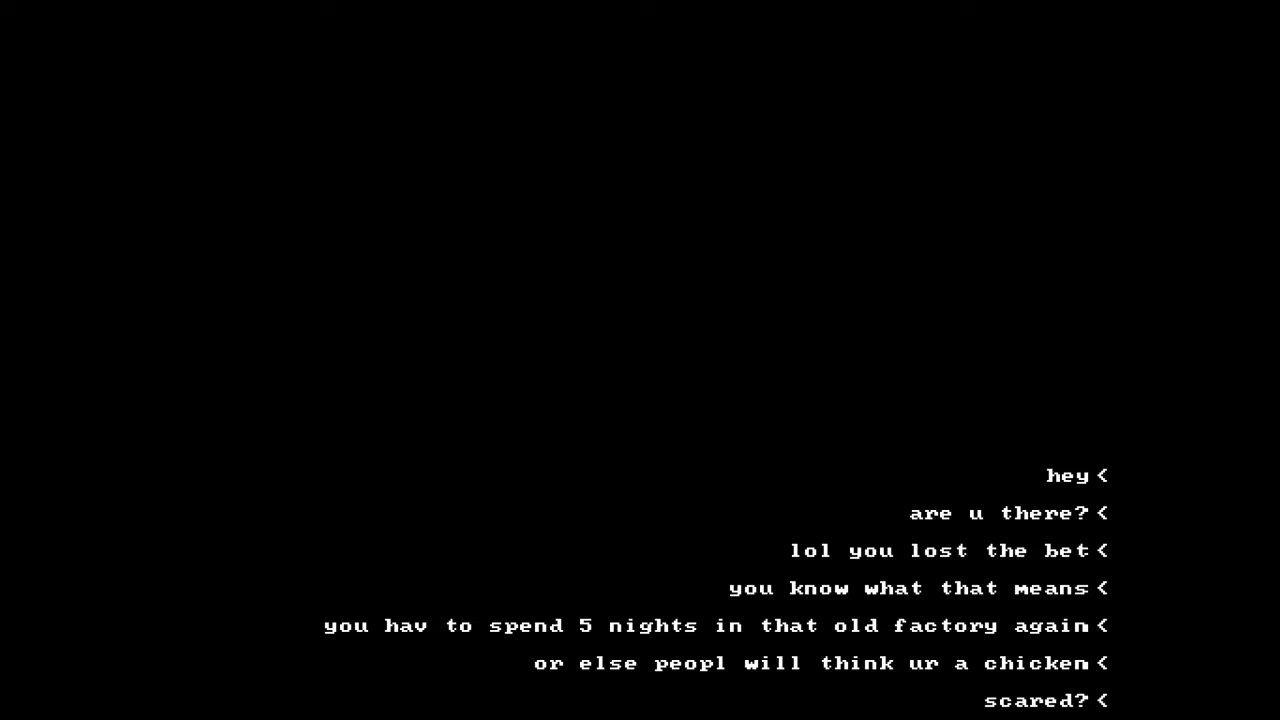 hey <
are u there? <
lol you lost the bet <
you know what that means <
you hav to spend 5 nights in that old factory again <
or else peopl will think ur a chicken <
scared? <